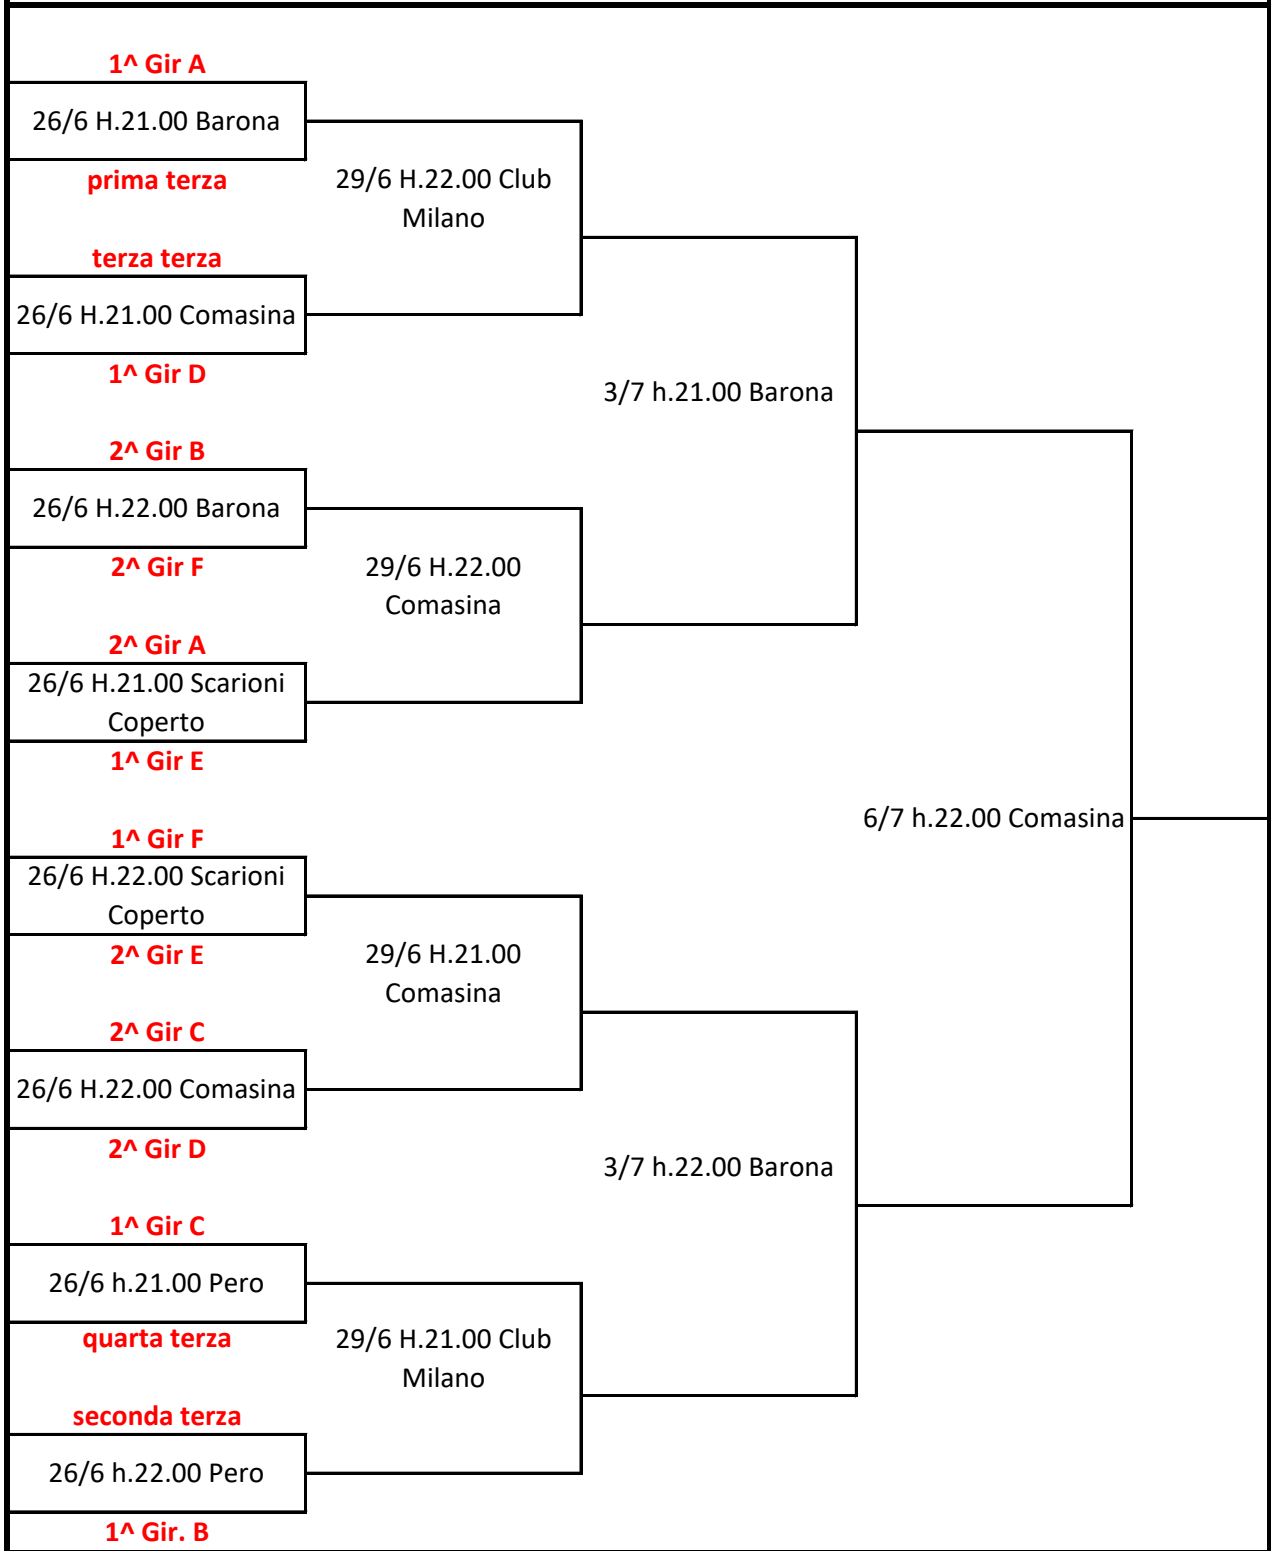 1^ Gir A
26/6 H.21.00 Barona
prima terza
29/6 H.22.00 Club
Milano
terza terza
26/6 H.21.00 Comasina
1^ Gir D
3/7 h.21.00 Barona
2^ Gir B
26/6 H.22.00 Barona
2^ Gir F
29/6 H.22.00
Comasina
2^ Gir A
26/6 H.21.00 Scarioni
Coperto
1^ Gir E
6/7 h.22.00 Comasina
1^ Gir F
26/6 H.22.00 Scarioni
Coperto
2^ Gir E
29/6 H.21.00
Comasina
2^ Gir C
26/6 H.22.00 Comasina
2^ Gir D
3/7 h.22.00 Barona
1^ Gir C
26/6 h.21.00 Pero
quarta terza
29/6 H.21.00 Club
Milano
seconda terza
26/6 h.22.00 Pero
1^ Gir. B